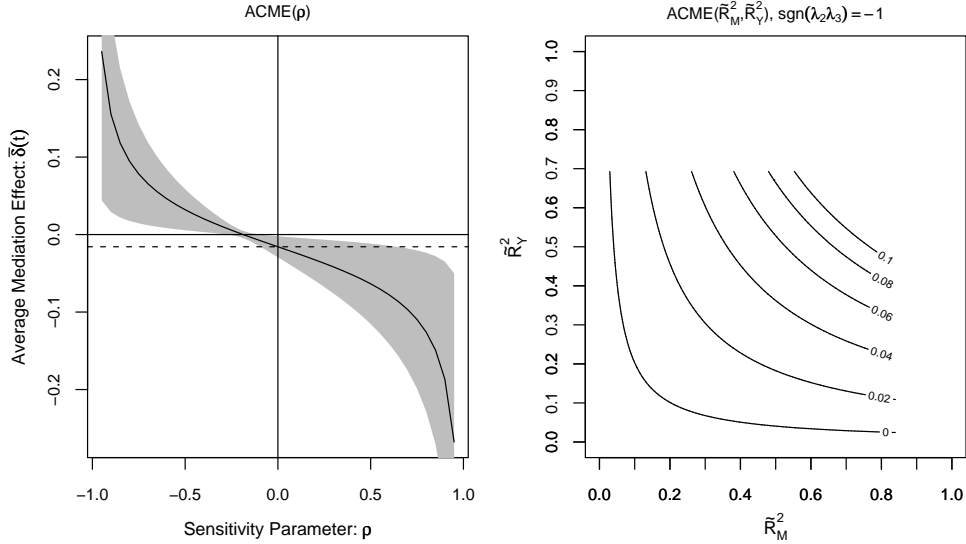 ACME(ρ)
Average Mediation Effect: δ̄(t)
0.2
0.1
0.0
−0.1
−0.2
−1.0 −0.5 0.0 0.5 1.0
Sensitivity Parameter: ρ
ACME(R̃²M,R̃²Y), sgn(λ2λ3) = −1
R̃²Y
1.0
0.9
0.8
0.7
0.6
0.5
0.4
0.3
0.2
0.1
0.0
0.1
0.08
0.06
0.04
0.02
0
0.0 0.2 0.4 0.6 0.8 1.0
R̃²M